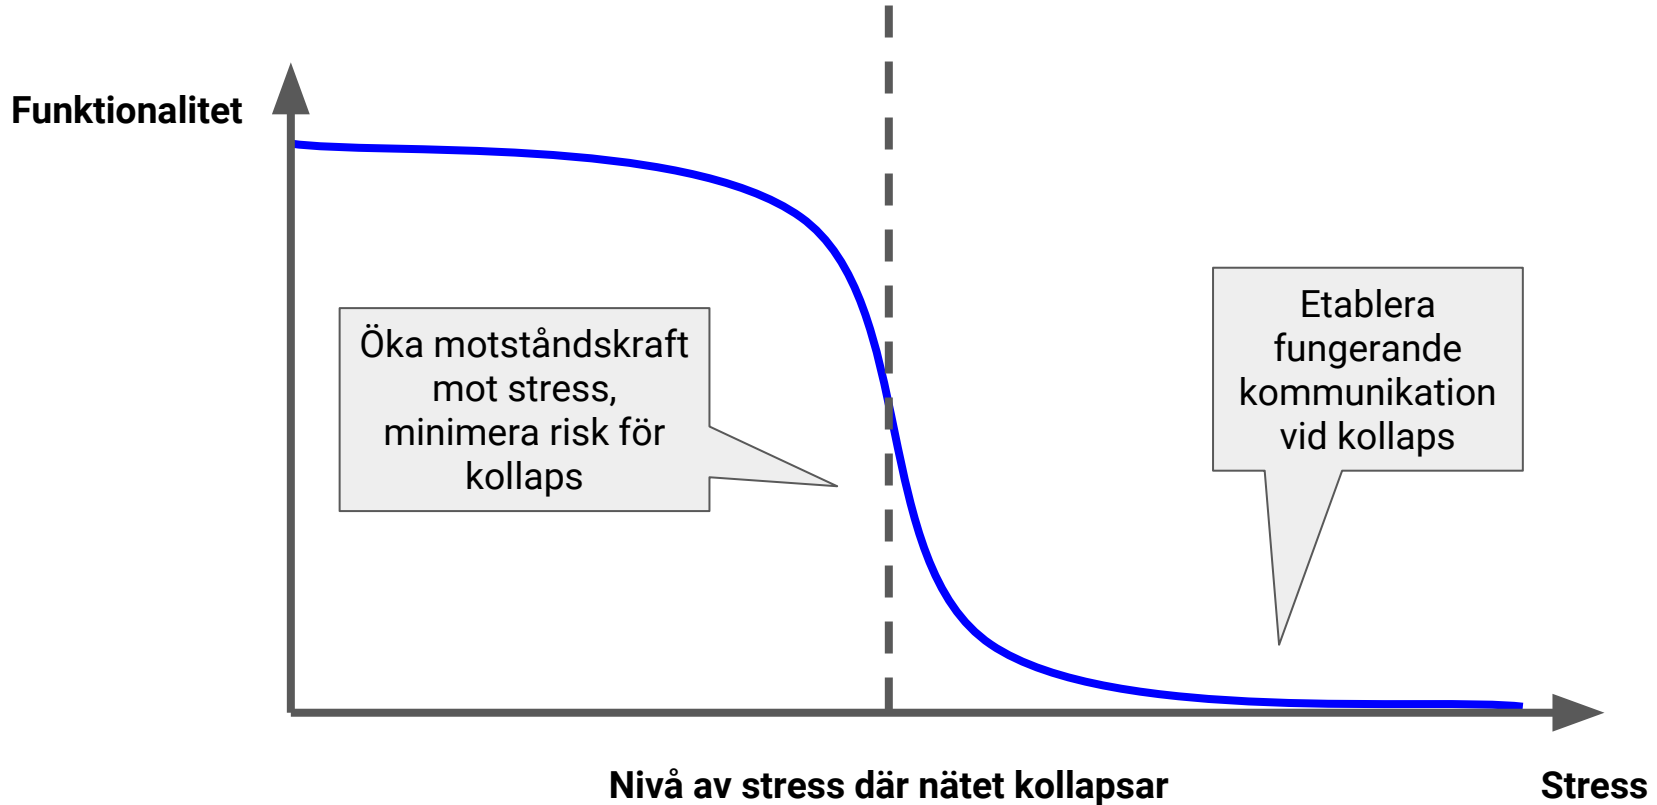 Funktionalitet
Öka motståndskraft
mot stress,
minimera risk för
kollaps
Etablera
fungerande
kommunikation
vid kollaps
Nivå av stress där nätet kollapsar
Stress